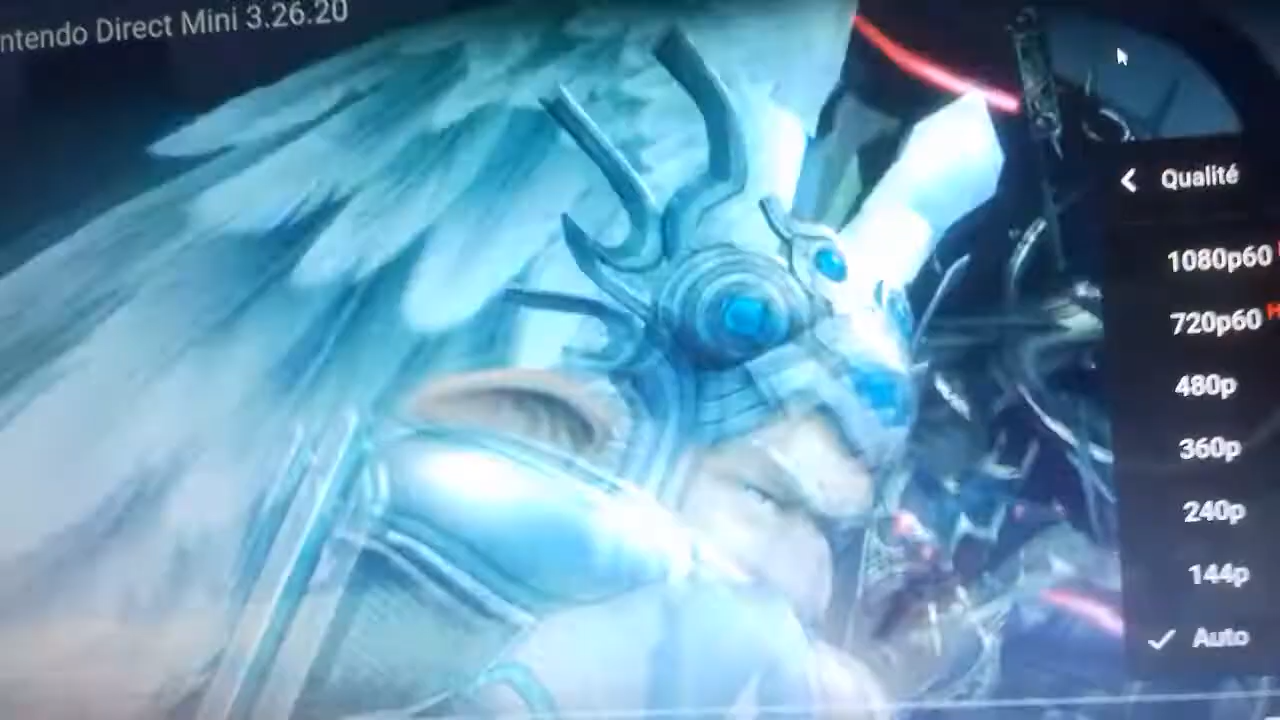 ntendo Direct Mini 3.26.20
Qualité
1080p60
720p60 H
480p
360p
240p
144p
Auto